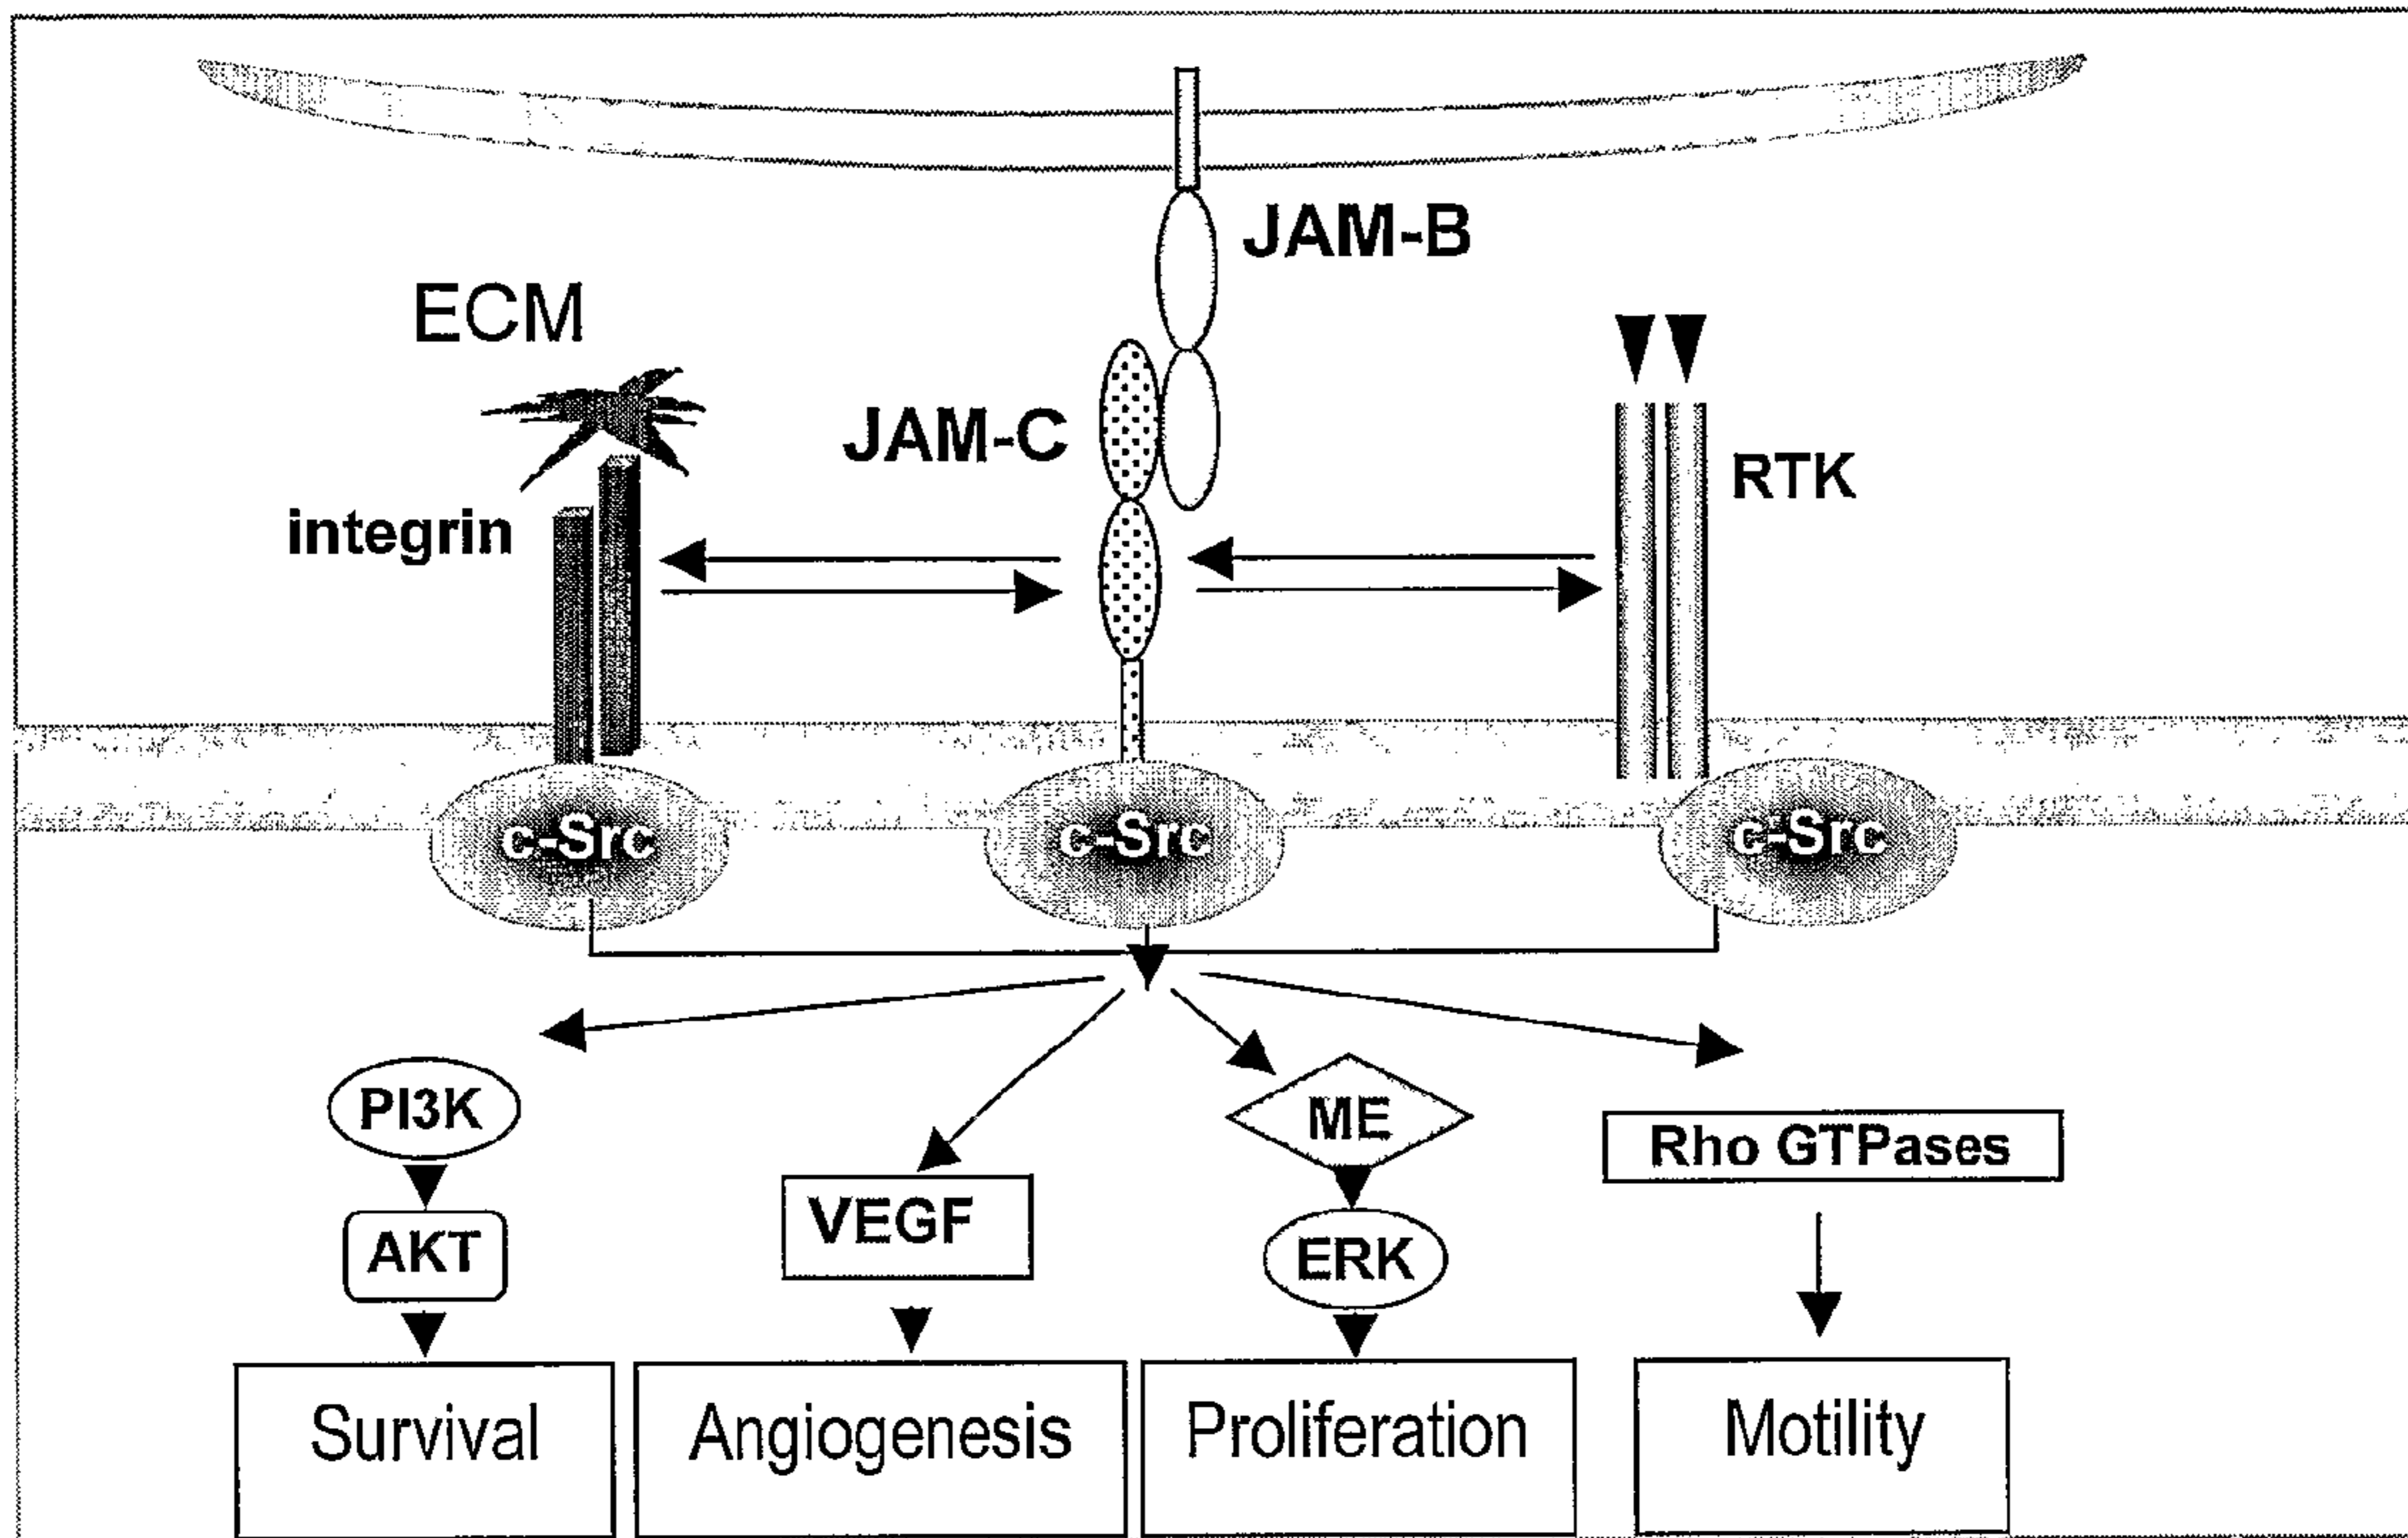 JAM-B
ECM
JAM-C
RTK
integrin
c-Src
c-Src
c-Src
PI3K
ME
Rho GTPases
VEGF
AKT
ERK
Survival
Angiogenesis
Proliferation
Motility